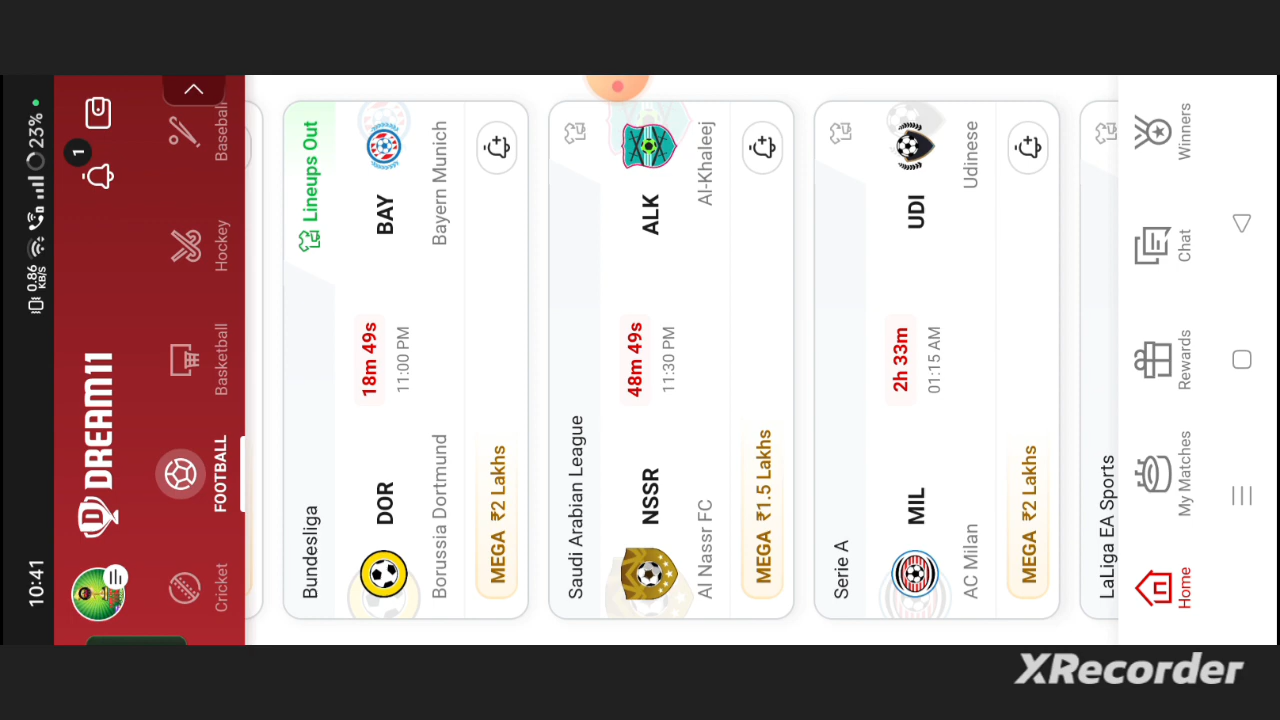 10:41
0.86
KB/S
23%
DREAM11
1
Cricket
FOOTBALL
Basketball
Hockey
Baseball
Bundesliga
Lineups Out
DOR
18m 49s
BAY
Borussia Dortmund
11:00 PM
Bayern Munich
MEGA ₹2 Lakhs
Saudi Arabian League
NSSR
48m 49s
ALK
Al Nassr FC
11:30 PM
Al-Khaleej
MEGA ₹1.5 Lakhs
Serie A
MIL
2h 33m
UDI
AC Milan
01:15 AM
Udinese
MEGA ₹2 Lakhs
LaLiga EA Sports
Home
My Matches
Rewards
Chat
Winners
XRecorder